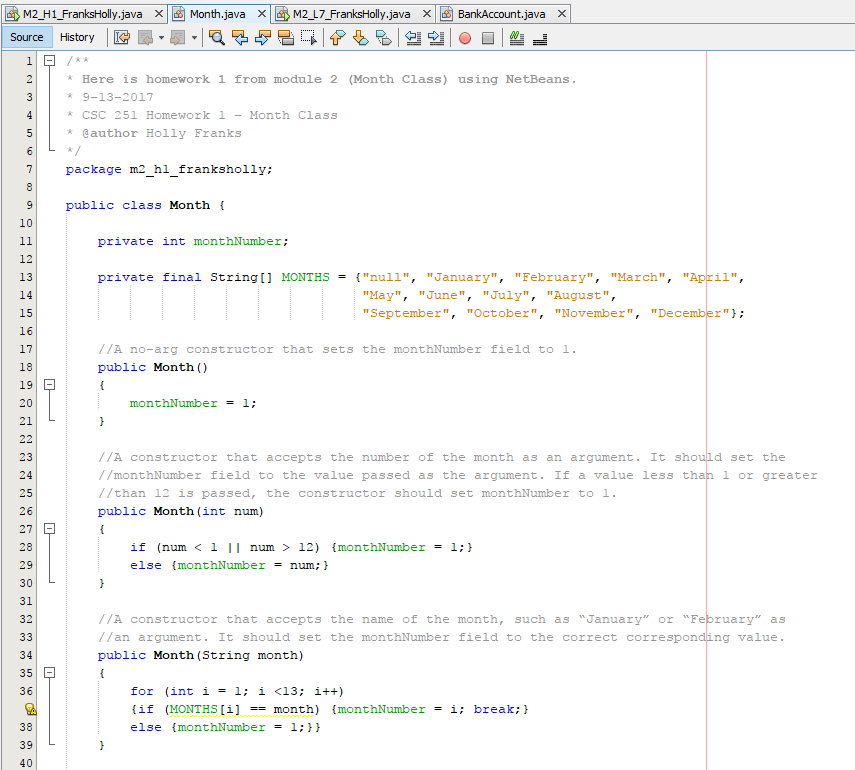 M2_H1_FranksHolly.java Month.java M2_L7_FranksHolly.java BankAccount.java
Source History
1 /**
2 * Here is homework 1 from module 2 (Month Class) using NetBeans.
3 * 9-13-2017
4 * CSC 251 Homework 1 - Month Class
5 * @author Holly Franks
6 */
7 package m2_h1_franksholly;
8
9 public class Month {
10
11 private int monthNumber;
12
13 private final String[] MONTHS = {"null", "January", "February", "March", "April",
14 "May", "June", "July", "August",
15 "September", "October", "November", "December"};
16
17 //A no-arg constructor that sets the monthNumber field to 1.
18 public Month()
19 {
20 monthNumber = 1;
21 }
22
23 //A constructor that accepts the number of the month as an argument. It should set the
24 //monthNumber field to the value passed as the argument. If a value less than 1 or greater
25 //than 12 is passed, the constructor should set monthNumber to 1.
26 public Month(int num)
27 {
28 if (num < 1 || num > 12) {monthNumber = 1;}
29 else {monthNumber = num;}
30 }
31
32 //A constructor that accepts the name of the month, such as “January” or “February” as
33 //an argument. It should set the monthNumber field to the correct corresponding value.
34 public Month(String month)
35 {
36 for (int i = 1; i <13; i++)
{if (MONTHS[i] == month) {monthNumber = i; break;}
38 else {monthNumber = 1;}}
39 }
40